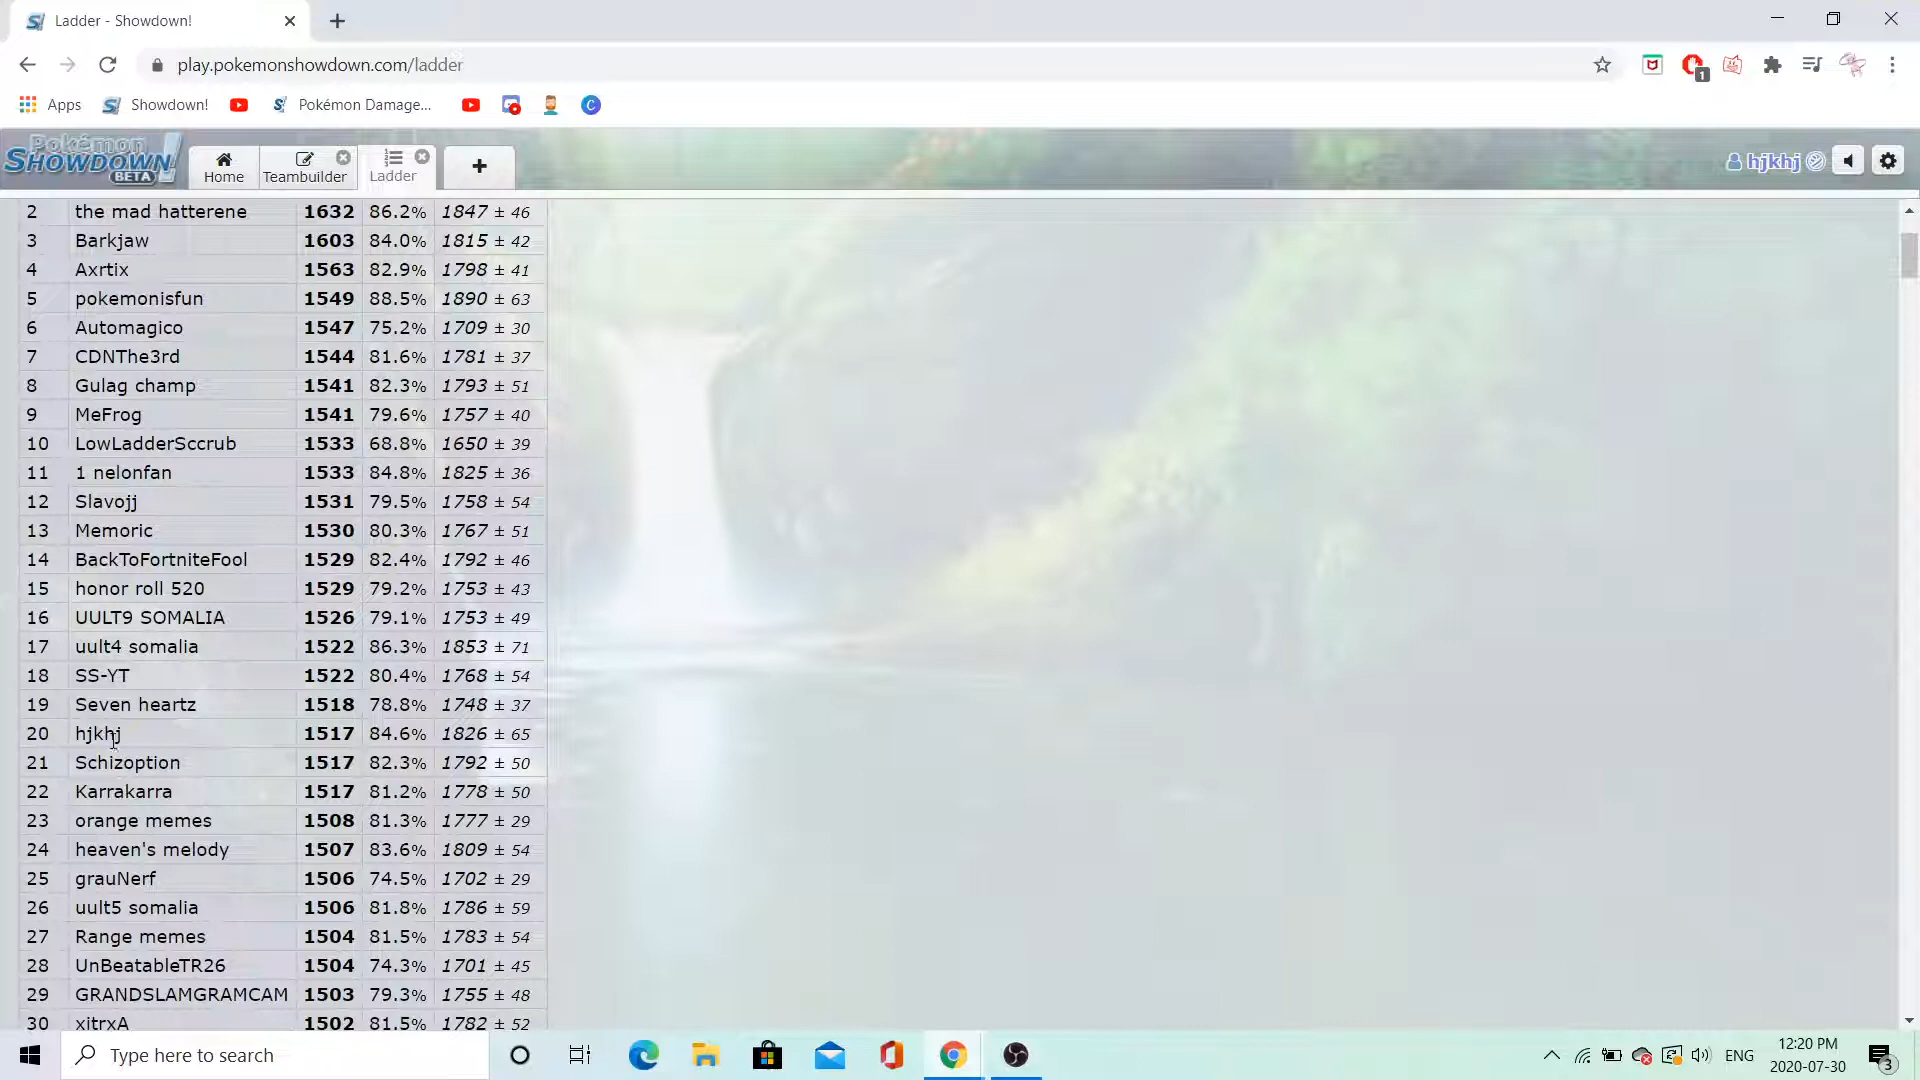 Ladder - Showdown!
play.pokemonshowdown.com/ladder
1
Apps Showdown! Pokémon Damage... C
Pokémon
SHOWDOWN!
BETA
Home Teambuilder Ladder
hjkhj
2 the mad hatterene 1632 86.2% 1847 ± 46
3 Barkjaw 1603 84.0% 1815 ± 42
4 Axrtix 1563 82.9% 1798 ± 41
5 pokemonisfun 1549 88.5% 1890 ± 63
6 Automagico 1547 75.2% 1709 ± 30
7 CDNThe3rd 1544 81.6% 1781 ± 37
8 Gulag champ 1541 82.3% 1793 ± 51
9 MeFrog 1541 79.6% 1757 ± 40
10 LowLadderSccrub 1533 68.8% 1650 ± 39
11 1 nelonfan 1533 84.8% 1825 ± 36
12 Slavojj 1531 79.5% 1758 ± 54
13 Memoric 1530 80.3% 1767 ± 51
14 BackToFortniteFool 1529 82.4% 1792 ± 46
15 honor roll 520 1529 79.2% 1753 ± 43
16 UULT9 SOMALIA 1526 79.1% 1753 ± 49
17 uult4 somalia 1522 86.3% 1853 ± 71
18 SS-YT 1522 80.4% 1768 ± 54
19 Seven heartz 1518 78.8% 1748 ± 37
20 hjkhj 1517 84.6% 1826 ± 65
21 Schizoption 1517 82.3% 1792 ± 50
22 Karrakarra 1517 81.2% 1778 ± 50
23 orange memes 1508 81.3% 1777 ± 29
24 heaven's melody 1507 83.6% 1809 ± 54
25 grauNerf 1506 74.5% 1702 ± 29
26 uult5 somalia 1506 81.8% 1786 ± 59
27 Range memes 1504 81.5% 1783 ± 54
28 UnBeatableTR26 1504 74.3% 1701 ± 45
29 GRANDSLAMGRAMCAM 1503 79.3% 1755 ± 48
30 xitrxA 1502 81.5% 1782 ± 52
Type here to search
ENG
12:20 PM
2020-07-30
3